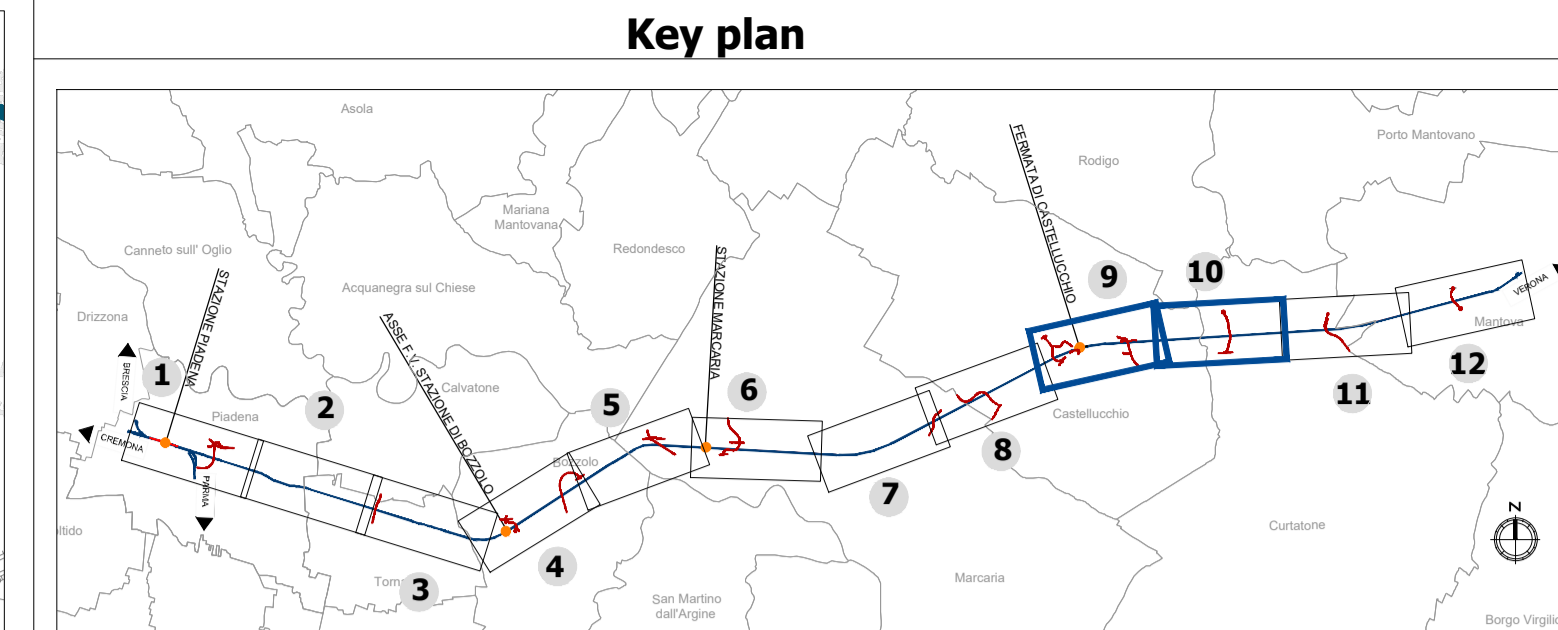 Key plan
Asola
Porto Mantovano
Rodigo
FERMATA DI CASTELLUCCHIO
Mariana
Mantovana
Redondesco
Canneto sull' Oglio
STAZIONE MARCARIA
STAZIONE PIADENA
ASSE F.V. STAZIONE DI BOZZOLO
Acquanegra sul Chiese
Drizzona
9
10
VERONA
Mantova
BRESCIA
1
Calvatone
6
12
2
Piadena
5
11
Castellucchio
CREMONA
8
Bozzolo
PARMA
7
N
Curtatone
4
3
Marcaria
San Martino
dall'Argine
Borgo Virgilio